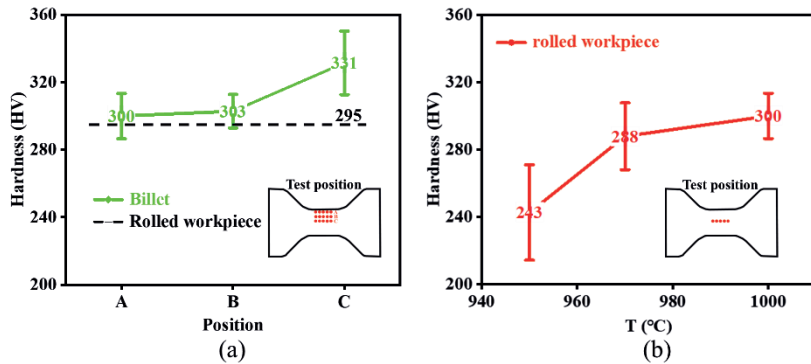 360
320
280
240
200
Hardness (HV)
300
303
331
295
Billet
Rolled workpiece
Test position
A
B
C
Position
(a)
360
320
280
240
200
Hardness (HV)
rolled workpiece
243
288
300
Test position
940
960
980
1000
T (°C)
(b)